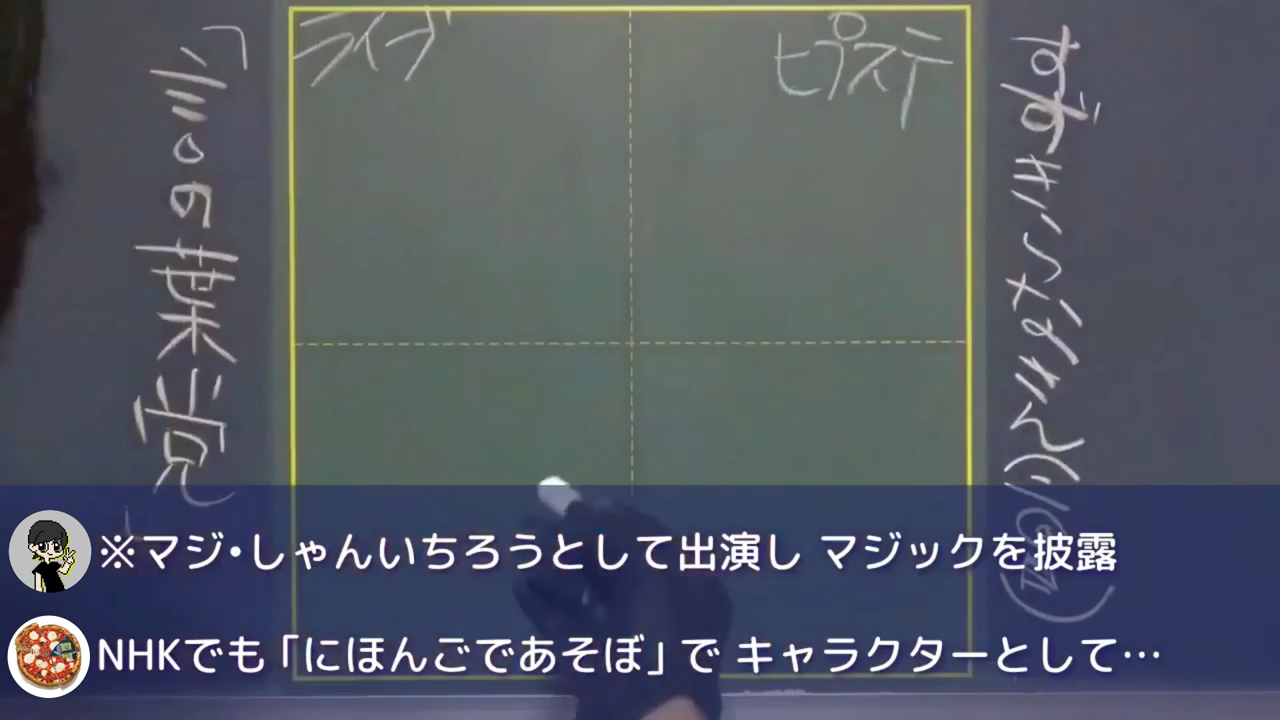 すずきらなさん(小6)
ピステ
ライブ
「言の葉党
※マジ・しゃんいちろうとして出演し マジックを披露
NHKでも「にほんごであそぼ」で キャラクターとして…